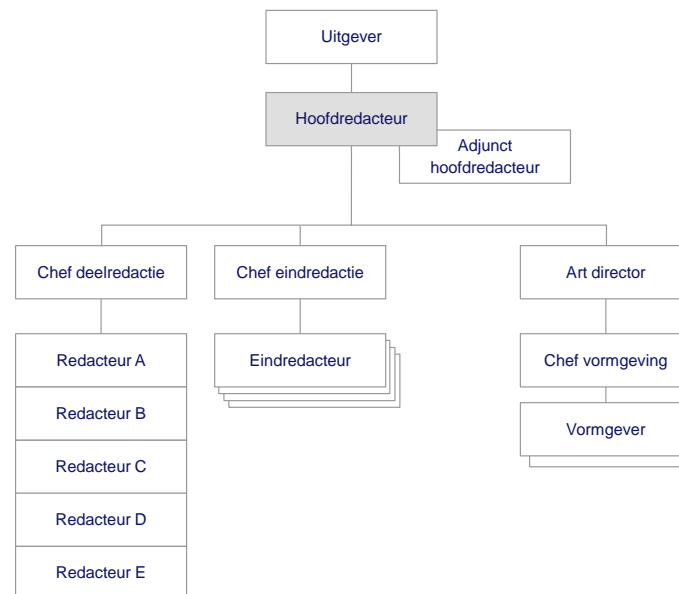 Uitgever
Hoofdredacteur
Adjunct
hoofdredacteur
Chef deelredactie
Chef eindredactie
Art director
Redacteur A
Eindredacteur
Chef vormgeving
Redacteur B
Vormgever
Redacteur C
Redacteur D
Redacteur E